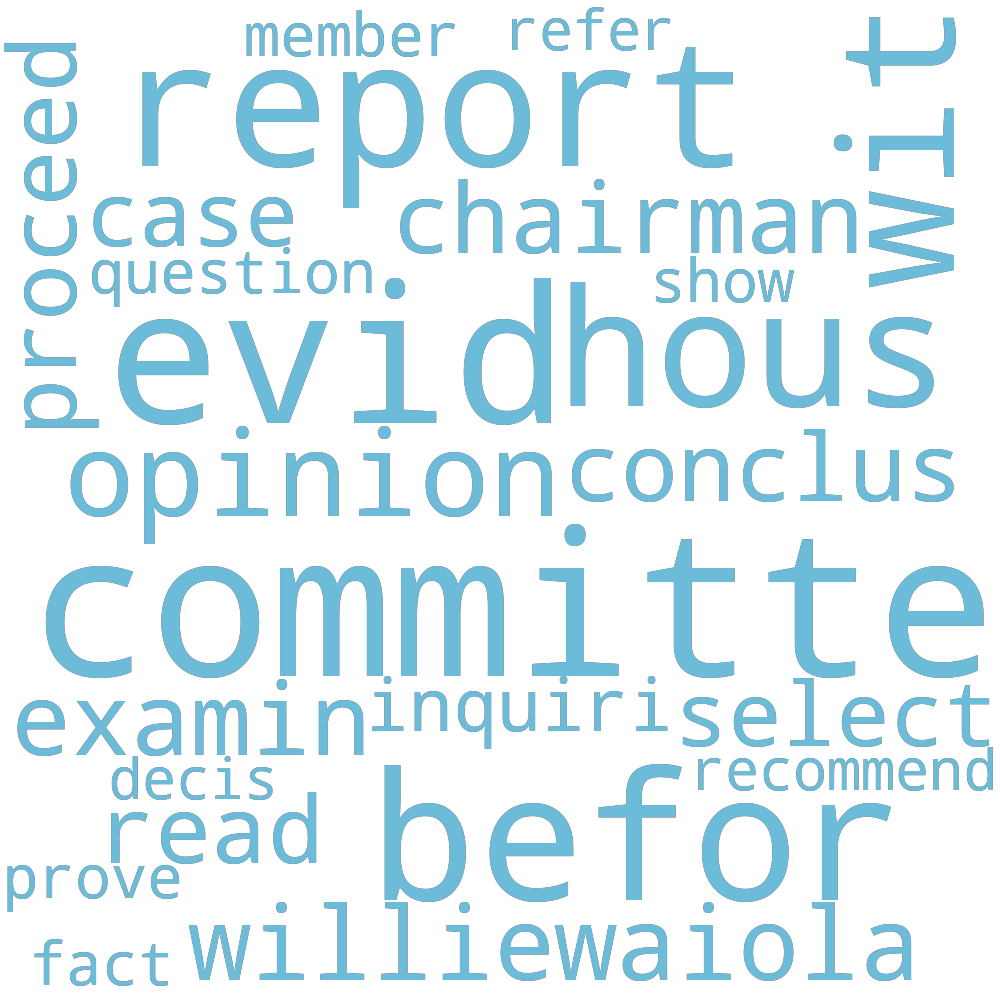 member refer
report
wit
proceed
case chairman
question show
evid hous
opinion conclus
committe
examin inquiri select
decis recommend
read befor
prove
fact williewaiola